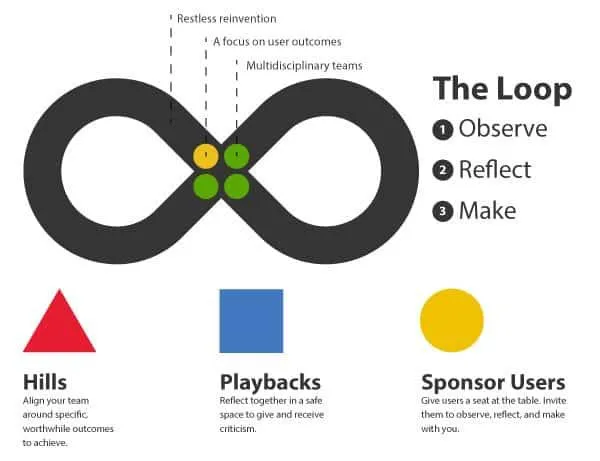 Restless reinvention
A focus on user outcomes
Multidisciplinary teams
The Loop
1 Observe
2 Reflect
3 Make
Hills
Align your team
around specific,
worthwhile outcomes
to achieve.
Playbacks
Reflect together in a safe
space to give and receive
criticism.
Sponsor Users
Give users a seat at the table. Invite
them to observe, reflect, and make
with you.